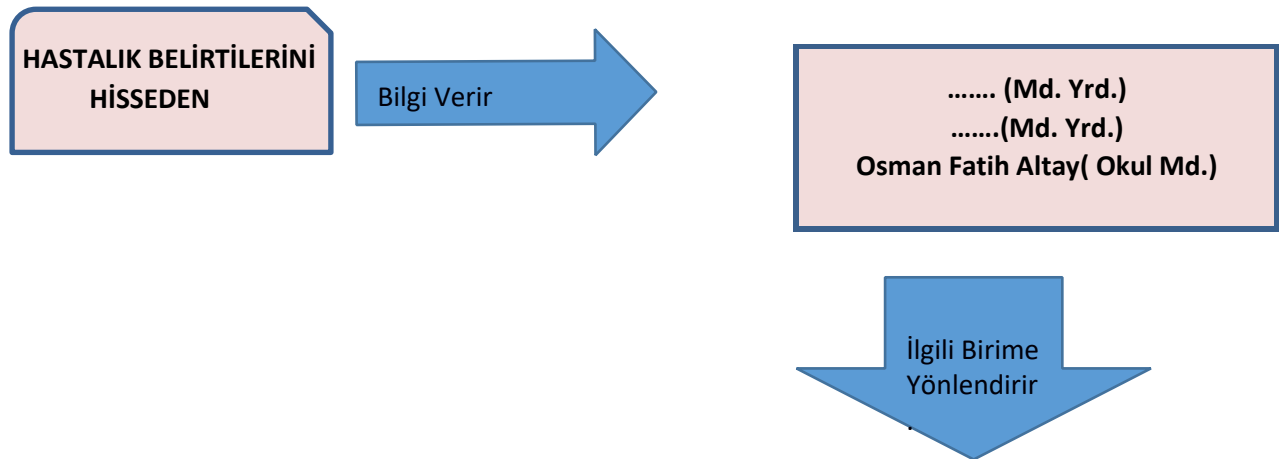 HASTALIK BELİRTİLERİNİ
HİSSEDEN
Bilgi Verir
……. (Md. Yrd.)
…….(Md. Yrd.)
Osman Fatih Altay( Okul Md.)
İlgili Birime
Yönlendirir
.